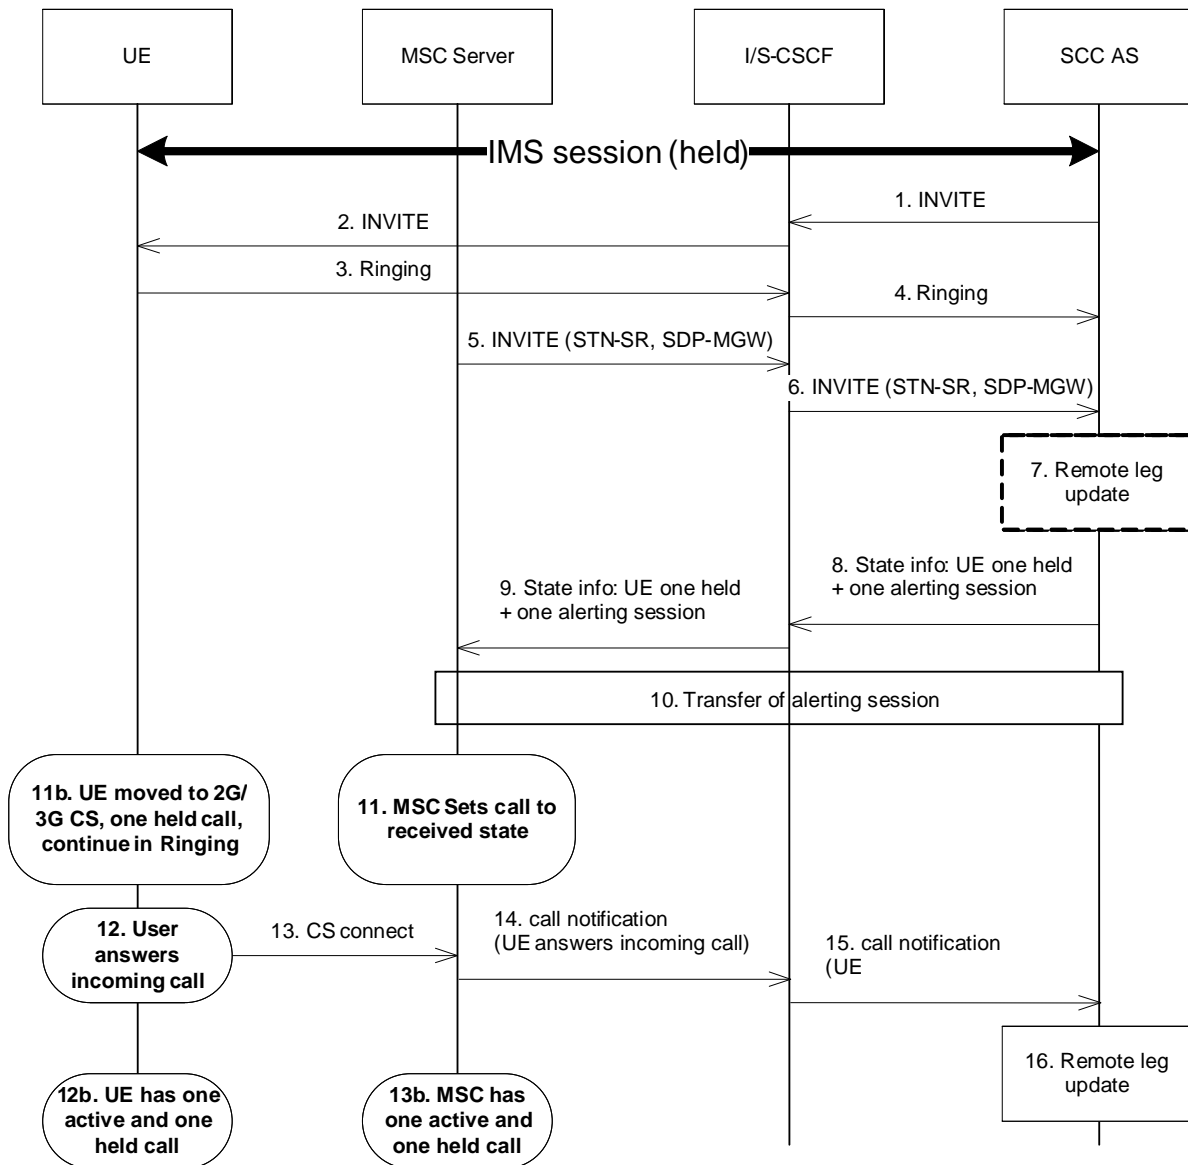 UE
MSC Server
I/S-CSCF
SCC AS
IMS session (held)
1. INVITE
2. INVITE
3. Ringing
4. Ringing
5. INVITE (STN-SR, SDP-MGW)
6. INVITE (STN-SR, SDP-MGW)
7. Remote leg
update
8. State info: UE one held
+ one alerting session
9. State info: UE one held
+ one alerting session
10. Transfer of alerting session
11b. UE moved to 2G/
3G CS, one held call,
continue in Ringing
11. MSC Sets call to
received state
12. User
answers
incoming call
13. CS connect
14. call notification
(UE answers incoming call)
15. call notification
(UE
16. Remote leg
update
12b. UE has one
active and one
held call
13b. MSC has
one active and
one held call